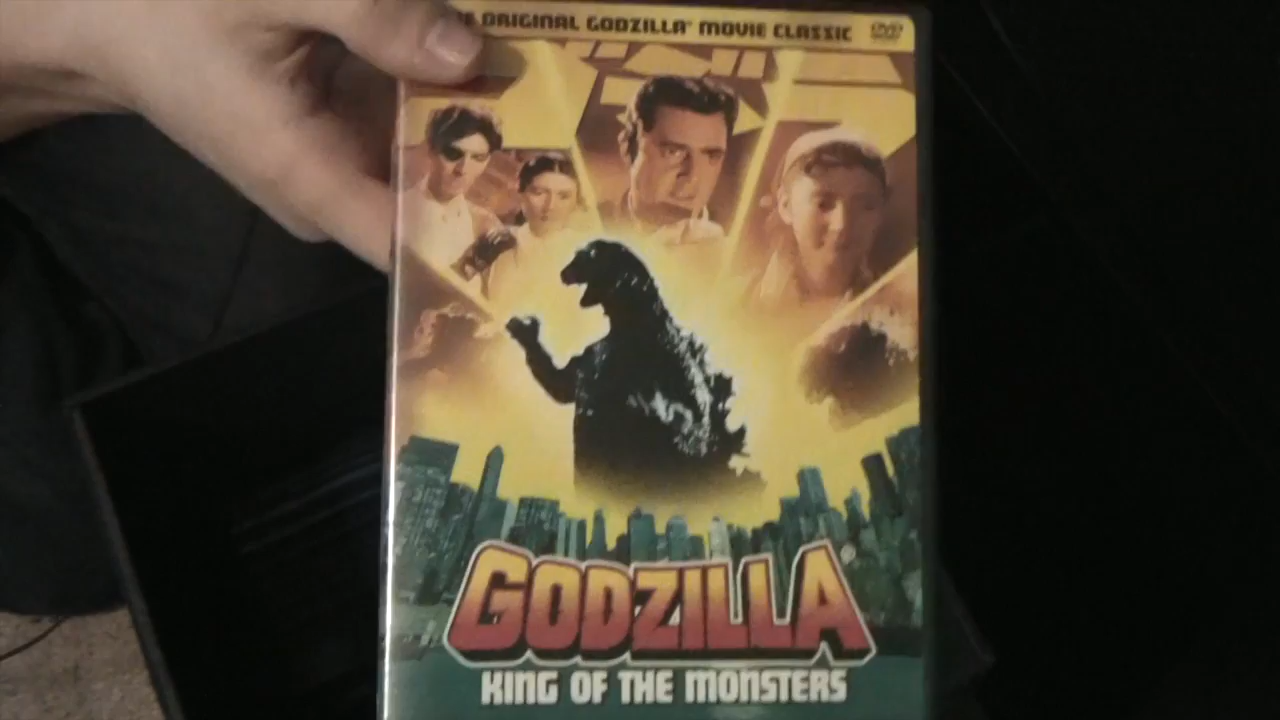 ORIGINAL GODZILLA® MOVIE CLASSIC DVD
GODZILLA
KING OF THE MONSTERS